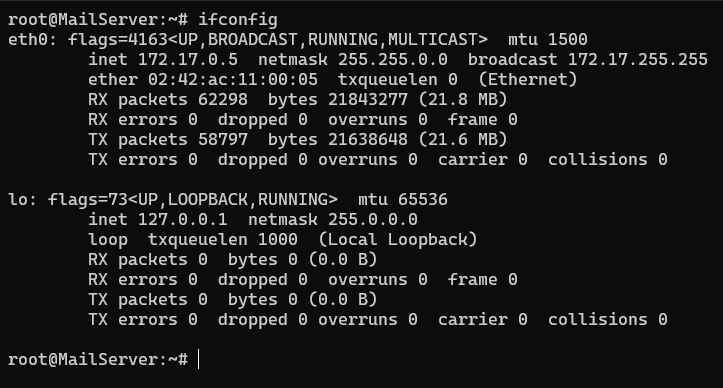 root@MailServer:~# ifconfig
eth0: flags=4163<UP,BROADCAST,RUNNING,MULTICAST>  mtu 1500
        inet 172.17.0.5  netmask 255.255.0.0  broadcast 172.17.255.255
        ether 02:42:ac:11:00:05  txqueuelen 0  (Ethernet)
        RX packets 62298  bytes 21843277 (21.8 MB)
        RX errors 0  dropped 0  overruns 0  frame 0
        TX packets 58797  bytes 21638648 (21.6 MB)
        TX errors 0  dropped 0 overruns 0  carrier 0  collisions 0

lo: flags=73<UP,LOOPBACK,RUNNING>  mtu 65536
        inet 127.0.0.1  netmask 255.0.0.0
        loop  txqueuelen 1000  (Local Loopback)
        RX packets 0  bytes 0 (0.0 B)
        RX errors 0  dropped 0  overruns 0  frame 0
        TX packets 0  bytes 0 (0.0 B)
        TX errors 0  dropped 0 overruns 0  carrier 0  collisions 0

root@MailServer:~#